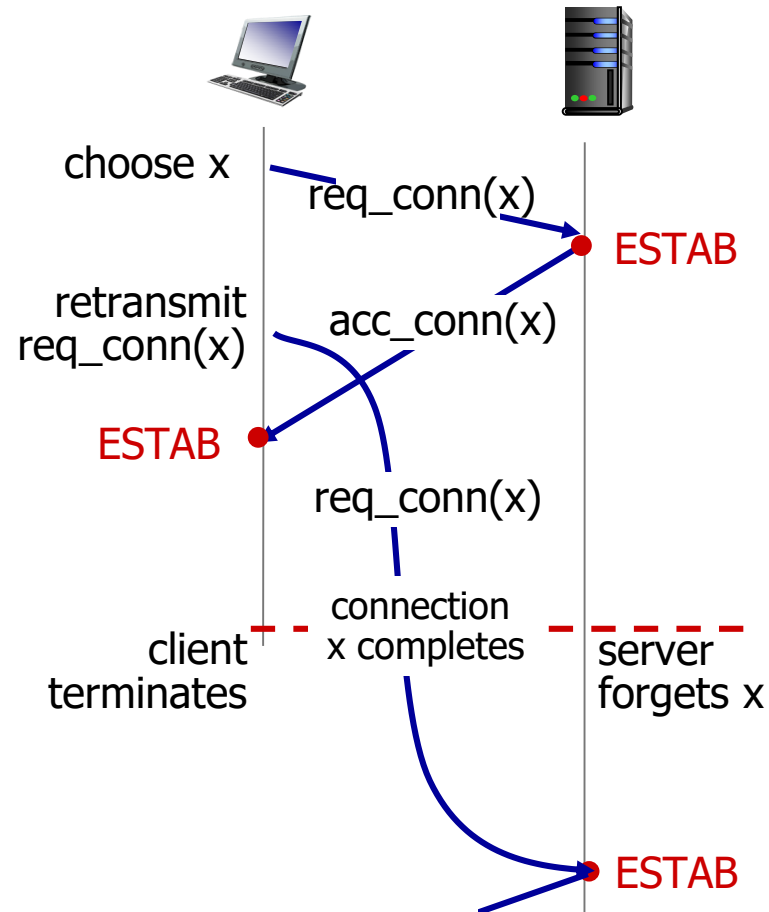 choose x
req_conn(x)
ESTAB
retransmit
req_conn(x)
acc_conn(x)
ESTAB
req_conn(x)
connection
x completes
client
terminates
server
forgets x
ESTAB